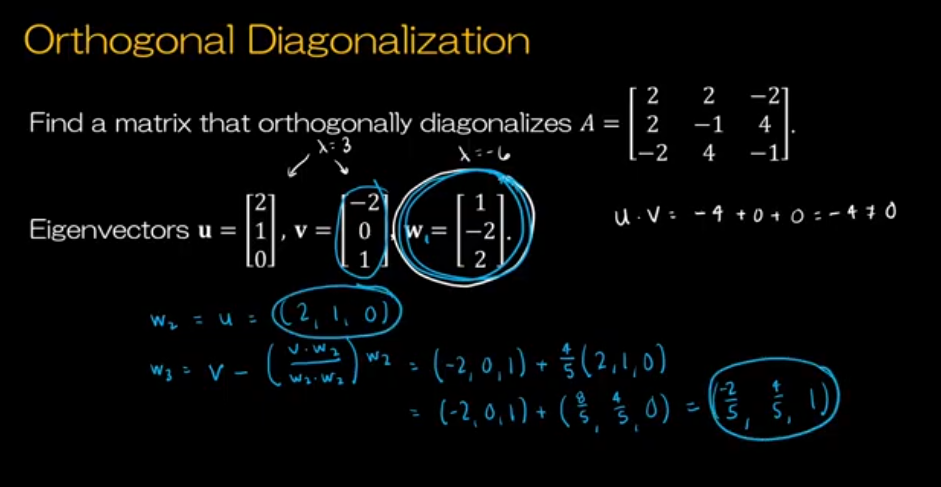 Orthogonal Diagonalization
Find a matrix that orthogonally diagonalizes A = [2 2 −2; 2 −1 4; −2 4 −1].
λ = 3
λ = −6
Eigenvectors u = [2; 1; 0], v = [−2; 0; 1], w₁ = [1; −2; 2].
u · v = −4 + 0 + 0 = −4 ≠ 0
w₂ = u = (2, 1, 0)
w₃ = v − (v · w₂ / w₂ · w₂) w₂ = (−2, 0, 1) + 4/5 (2, 1, 0)
= (−2, 0, 1) + (8/5, 4/5, 0) = (−2/5, 4/5, 1)